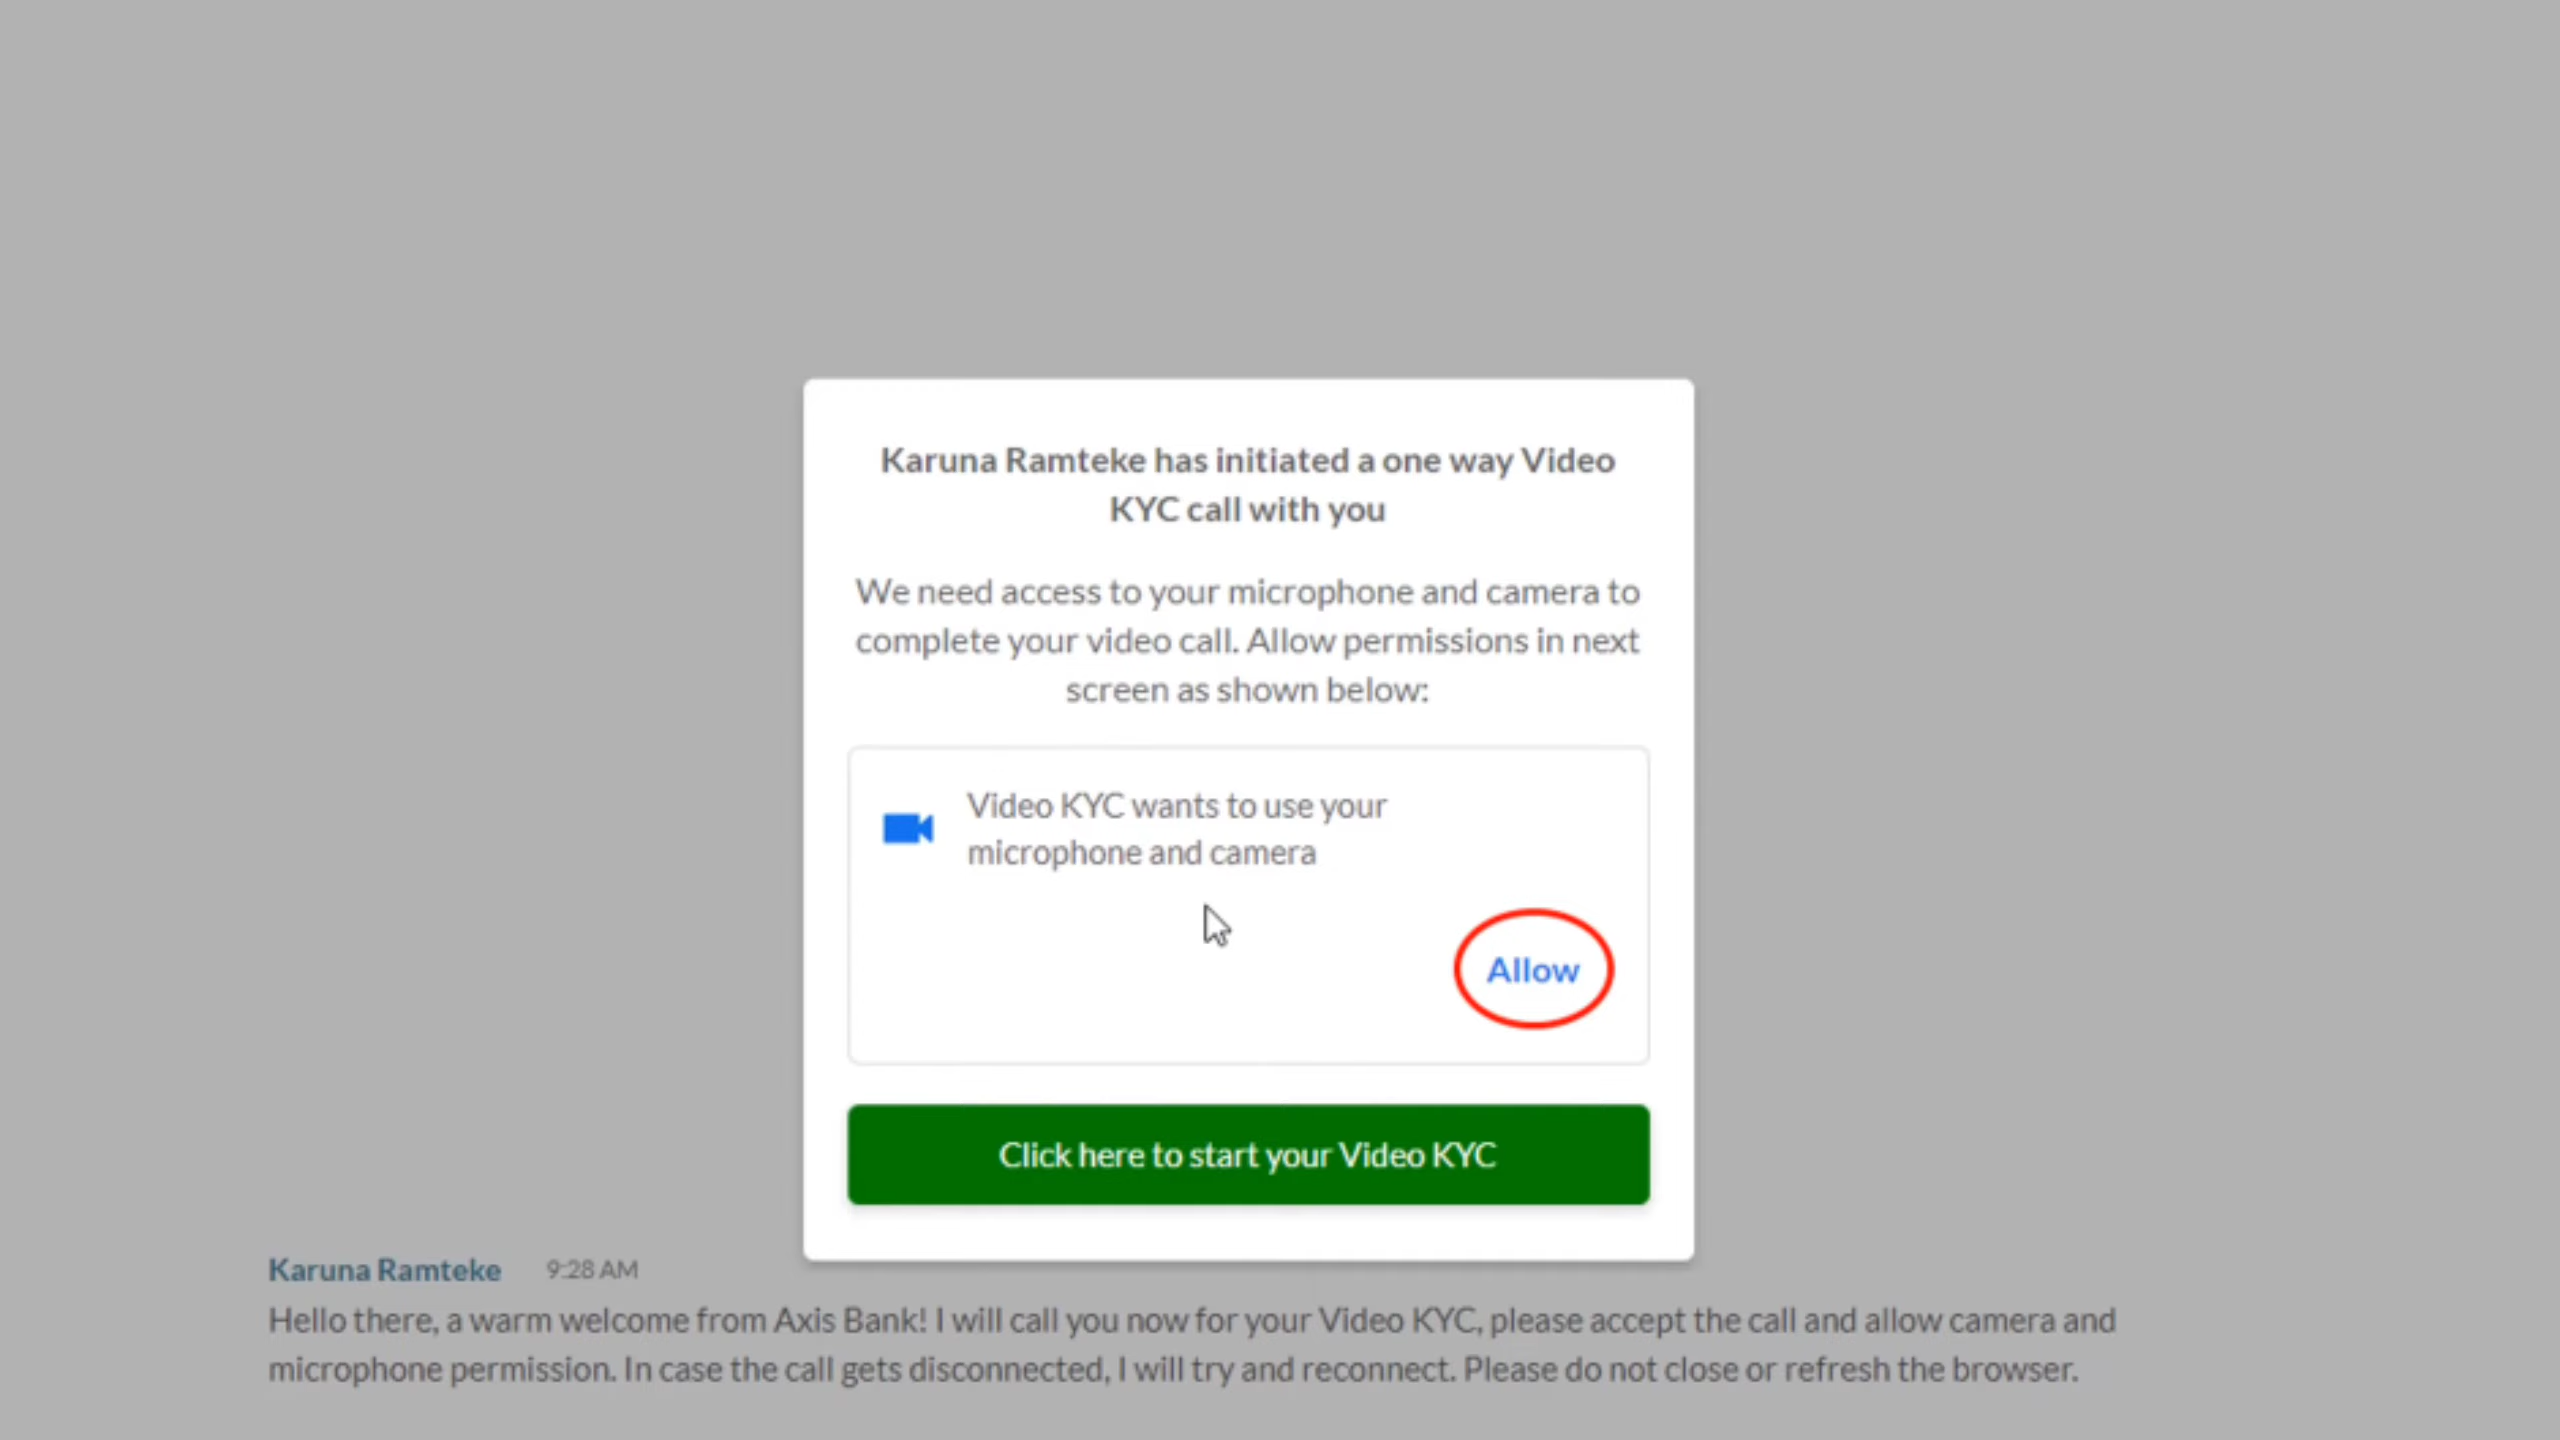 Karuna Ramteke has initiated a one way Video
KYC call with you
We need access to your microphone and camera to
complete your video call. Allow permissions in next
screen as shown below:
Video KYC wants to use your
microphone and camera
Allow
Click here to start your Video KYC
Karuna Ramteke 9:28 AM
Hello there, a warm welcome from Axis Bank! I will call you now for your Video KYC, please accept the call and allow camera and
microphone permission. In case the call gets disconnected, I will try and reconnect. Please do not close or refresh the browser.